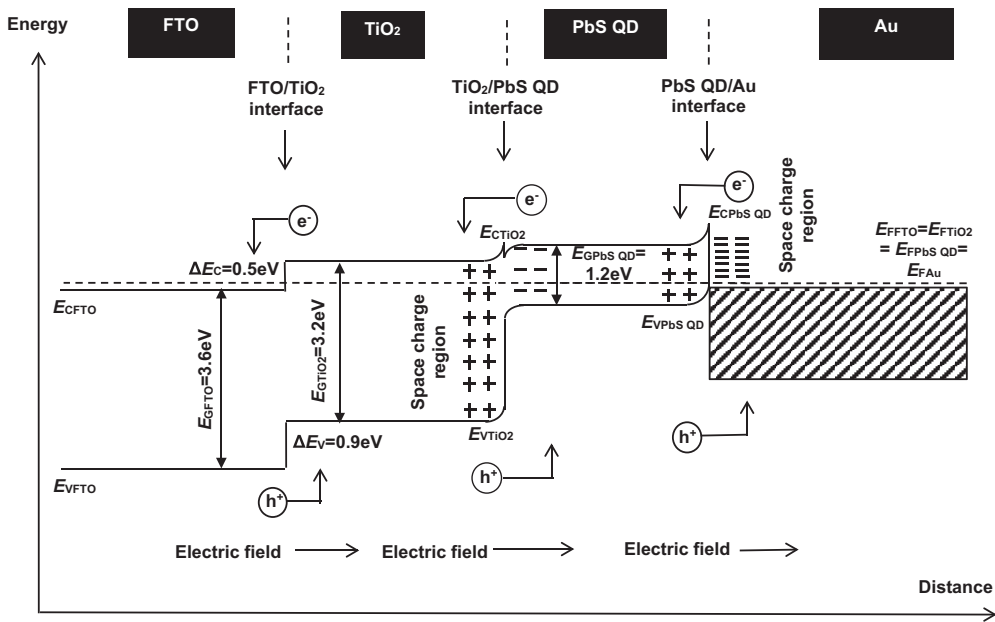 Energy
FTO
TiO2
PbS QD
Au
FTO/TiO2
interface
TiO2/PbS QD
interface
PbS QD/Au
interface
e-
e-
e-
ECTiO2
ECPbS QD
Space charge
region
EFFTO=EFTiO2
= EFPbS QD=
EFAu
ΔEC=0.5eV
EGPbS QD=
1.2eV
ECFTO
EVPbS QD
EGFTO=3.6eV
EGTiO2=3.2eV
Space charge
region
ΔEV=0.9eV
EVTiO2
EVFTO
h+
h+
h+
Electric field
Electric field
Electric field
Distance